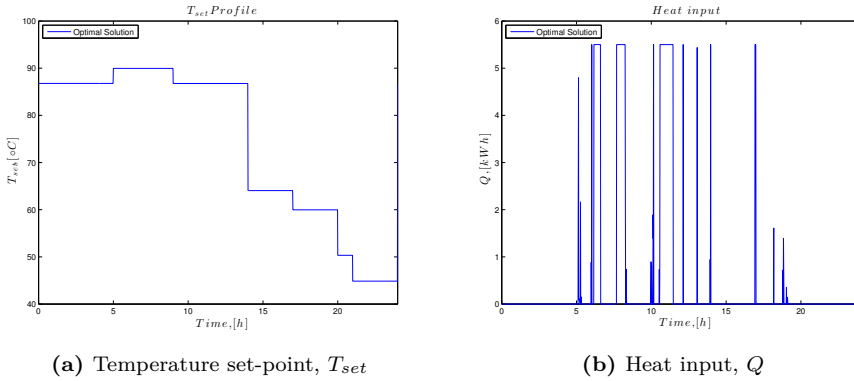 T_set Profile
Optimal Solution
100
90
80
70
60
50
40
T_set, [∘C]
0 5 10 15 20
Time, [h]
(a) Temperature set-point, T_set
Heat input
Optimal Solution
6
5
4
3
2
1
0
Q, [kWh]
0 5 10 15 20
Time, [h]
(b) Heat input, Q